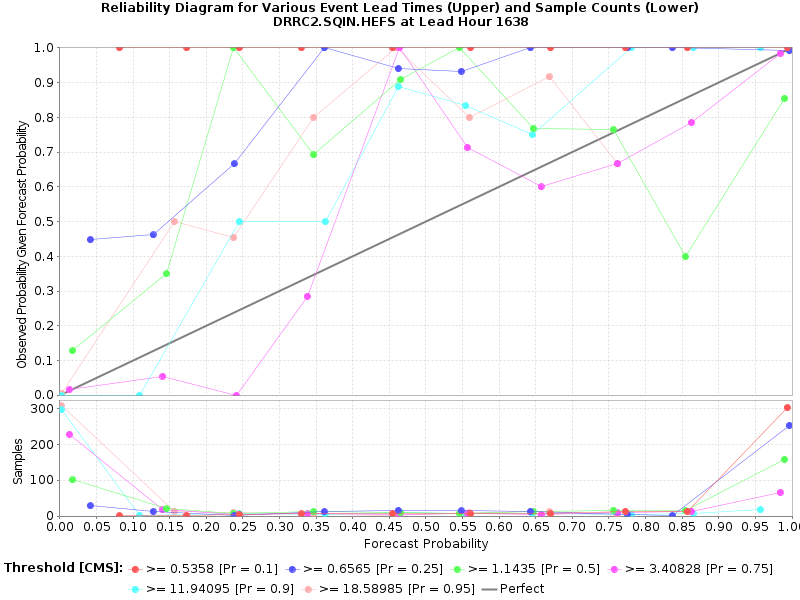 Reliability Diagram for Various Event Lead Times (Upper) and Sample Counts (Lower)
DRRC2.SQIN.HEFS at Lead Hour 1638
Observed Probability Given Forecast Probability
1.0
0.9
0.8
0.7
0.6
0.5
0.4
0.3
0.2
0.1
0.0
Samples
300
200
100
0
0.00 0.05 0.10 0.15 0.20 0.25 0.30 0.35 0.40 0.45 0.50 0.55 0.60 0.65 0.70 0.75 0.80 0.85 0.90 0.95 1.0
Forecast Probability
Threshold [CMS]: >= 0.5358 [Pr = 0.1] >= 0.6565 [Pr = 0.25] >= 1.1435 [Pr = 0.5] >= 3.40828 [Pr = 0.75]
>= 11.94095 [Pr = 0.9] >= 18.58985 [Pr = 0.95] Perfect